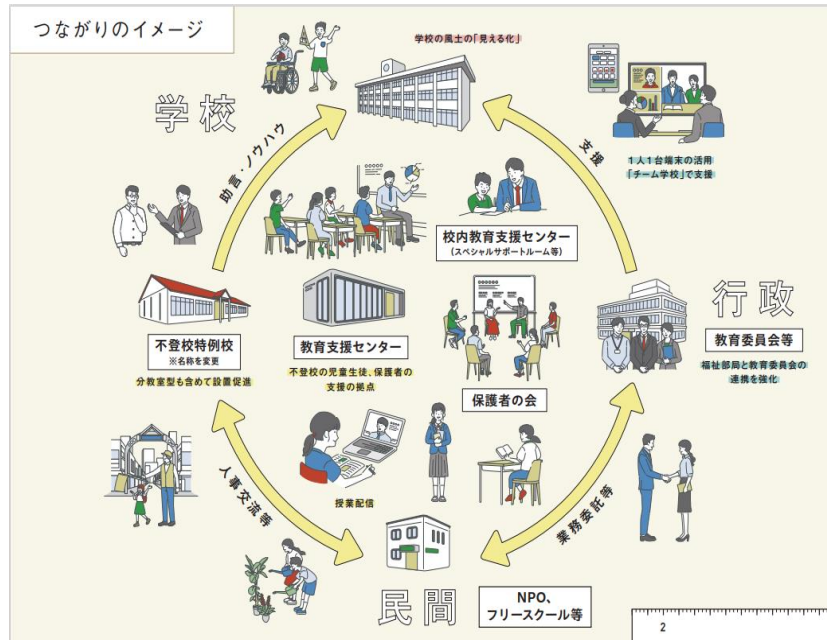 つながりのイメージ
学校の風土の「見える化」
学校
助言・ノウハウ
支援
1人1台端末の活用
「チーム学校」で支援
校内教育支援センター
(スペシャルサポートルーム等)
行政
不登校特例校
※名称を変更
分教室型も含めて設置促進
教育支援センター
不登校の児童生徒、保護者の
支援の拠点
教育委員会等
福祉部局と教育委員会の
連携を強化
保護者の会
人事交流等
授業配信
業務委託等
民間
NPO、
フリースクール等
2